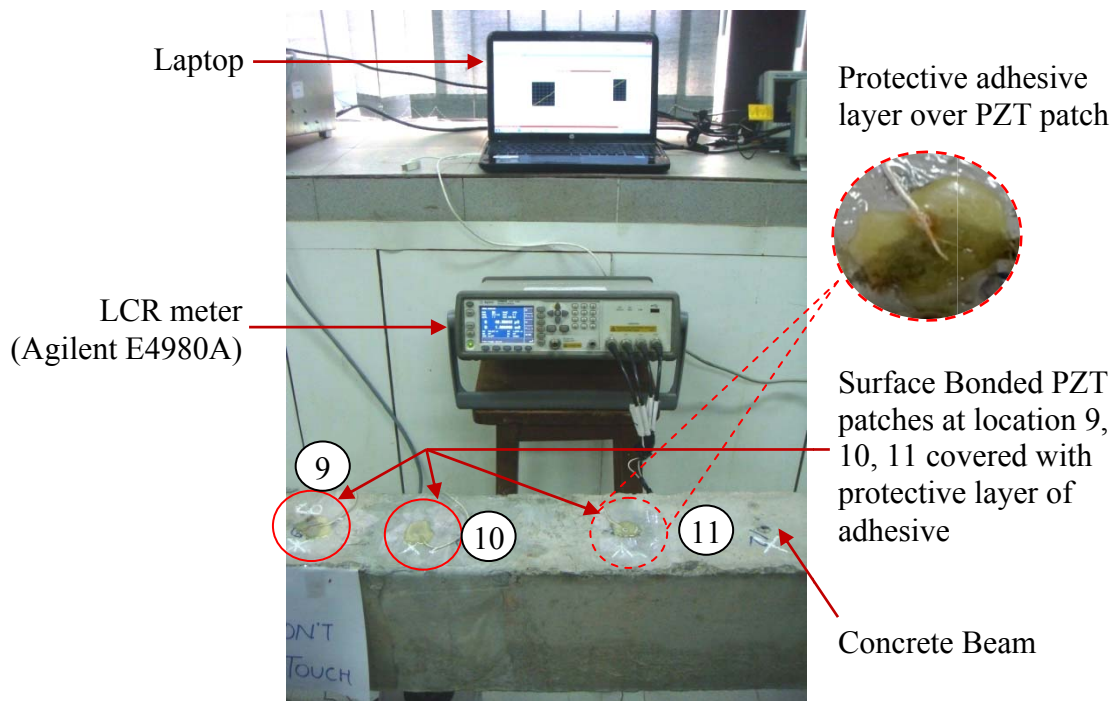 Laptop
Protective adhesive
layer over PZT patch
LCR meter
(Agilent E4980A)
Surface Bonded PZT
patches at location 9,
10, 11 covered with
protective layer of
adhesive
9
10
11
Concrete Beam
ON'T
TOUCH